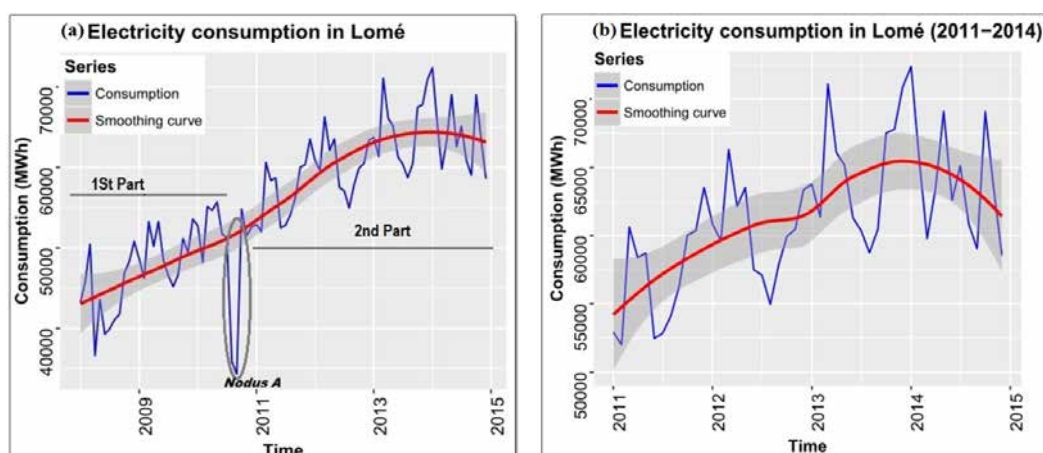 (a) Electricity consumption in Lomé
Series
Consumption
Smoothing curve
Consumption (MWh)
70000
60000
50000
40000
1St Part
2nd Part
Nodus A
2009
2011
2013
2015
Time
(b) Electricity consumption in Lomé (2011−2014)
Series
Consumption
Smoothing curve
Consumption (MWh)
70000
65000
60000
55000
50000
2011
2012
2013
2014
2015
Time